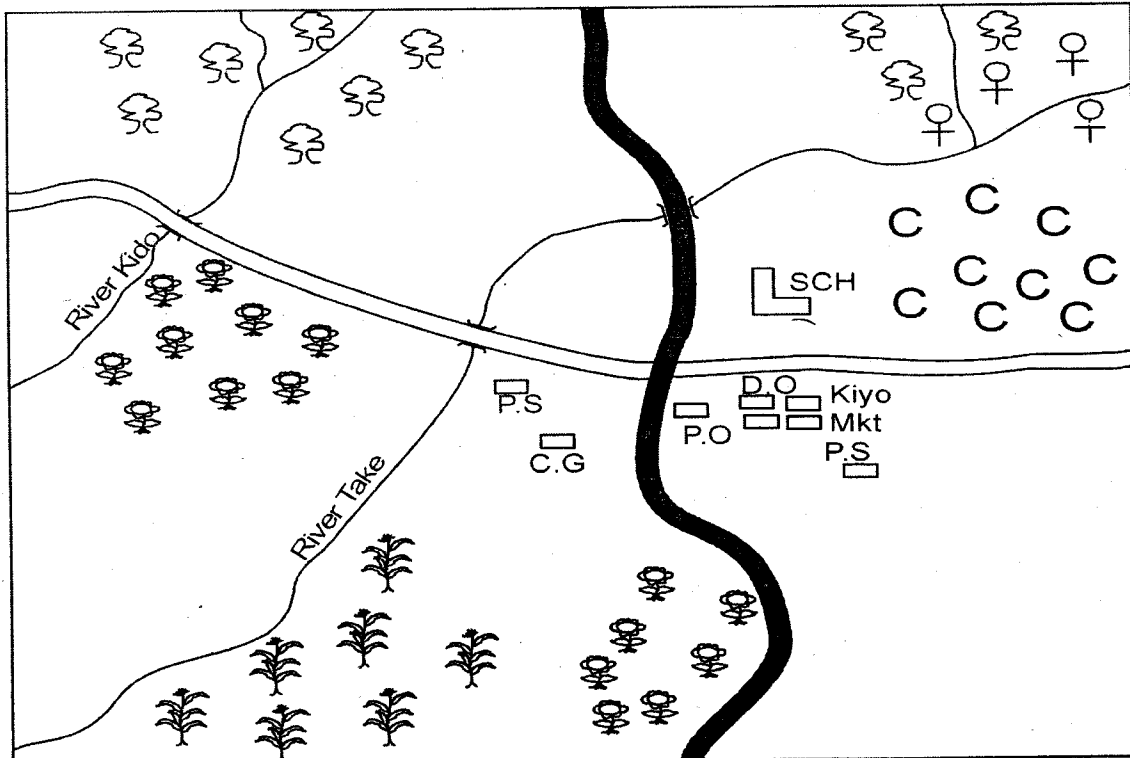 River Kido
SCH
C
C
C
C
C
C
C
C
C
P.S
C.G
River Take
P.O
D.O
Kiyo
Mkt
P.S